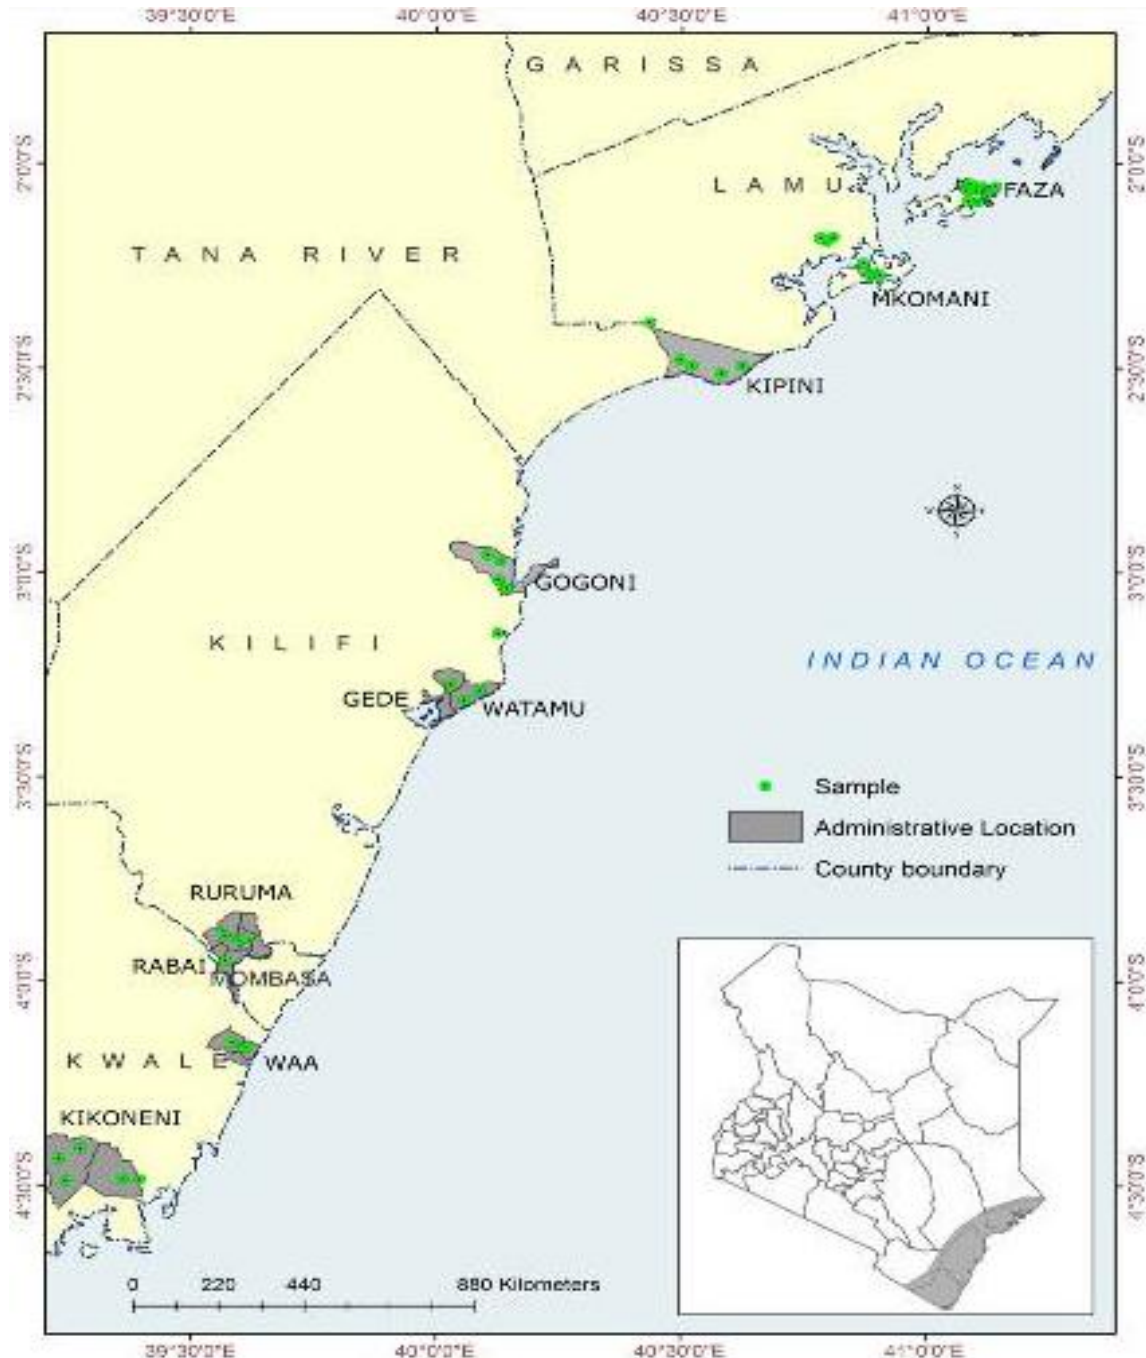 39°30'0"E 40°0'0"E 40°30'0"E 41°0'0"E
GARISSA
2°0'0"S 2°0'0"S
LAMU
FAZA
TANA RIVER
MKOMANI
2°30'0"S 2°30'0"S
KIPINI
3°0'0"S 3°0'0"S
GOGONI
KILIFI
INDIAN OCEAN
GEDE
WATAMU
3°30'0"S 3°30'0"S
Sample
Administrative Location
County boundary
RURUMA
RABAI
MOMBASA
4°0'0"S 4°0'0"S
KWALE
WAA
KIKONENI
4°30'0"S 4°30'0"S
0 220 440 880 Kilometers
39°30'0"E 40°0'0"E 40°30'0"E 41°0'0"E